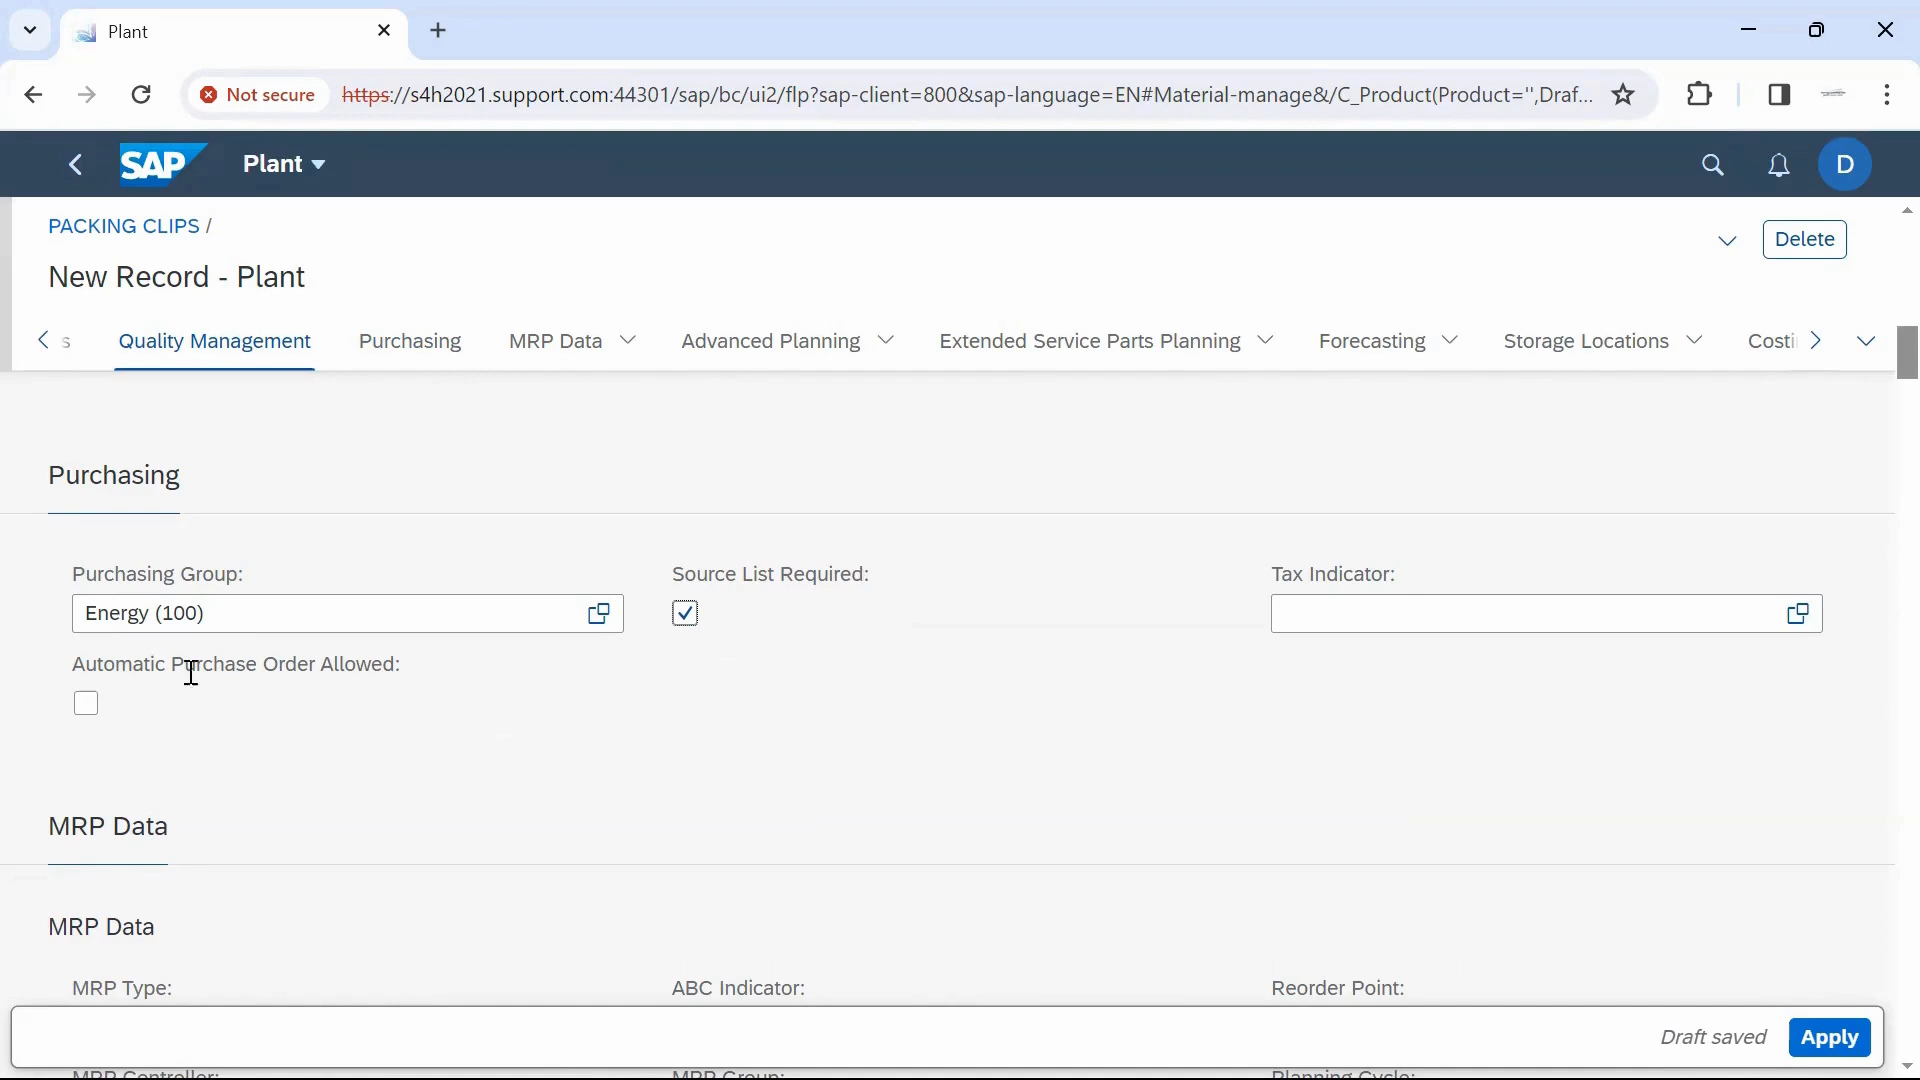 Plant
Not secure
https://s4h2021.support.com:44301/sap/bc/ui2/flp?sap-client=800&sap-language=EN#Material-manage&/C_Product(Product='',Draf...
SAP
Plant
D
PACKING CLIPS /
Delete
New Record - Plant
s
Quality Management
Purchasing
MRP Data
Advanced Planning
Extended Service Parts Planning
Forecasting
Storage Locations
Costi
Purchasing
Purchasing Group:
Source List Required:
Tax Indicator:
Energy (100)
Automatic Purchase Order Allowed:
MRP Data
MRP Data
MRP Type:
ABC Indicator:
Reorder Point:
Draft saved
Apply
MRP Controller:
MRP Group:
Planning Cycle: